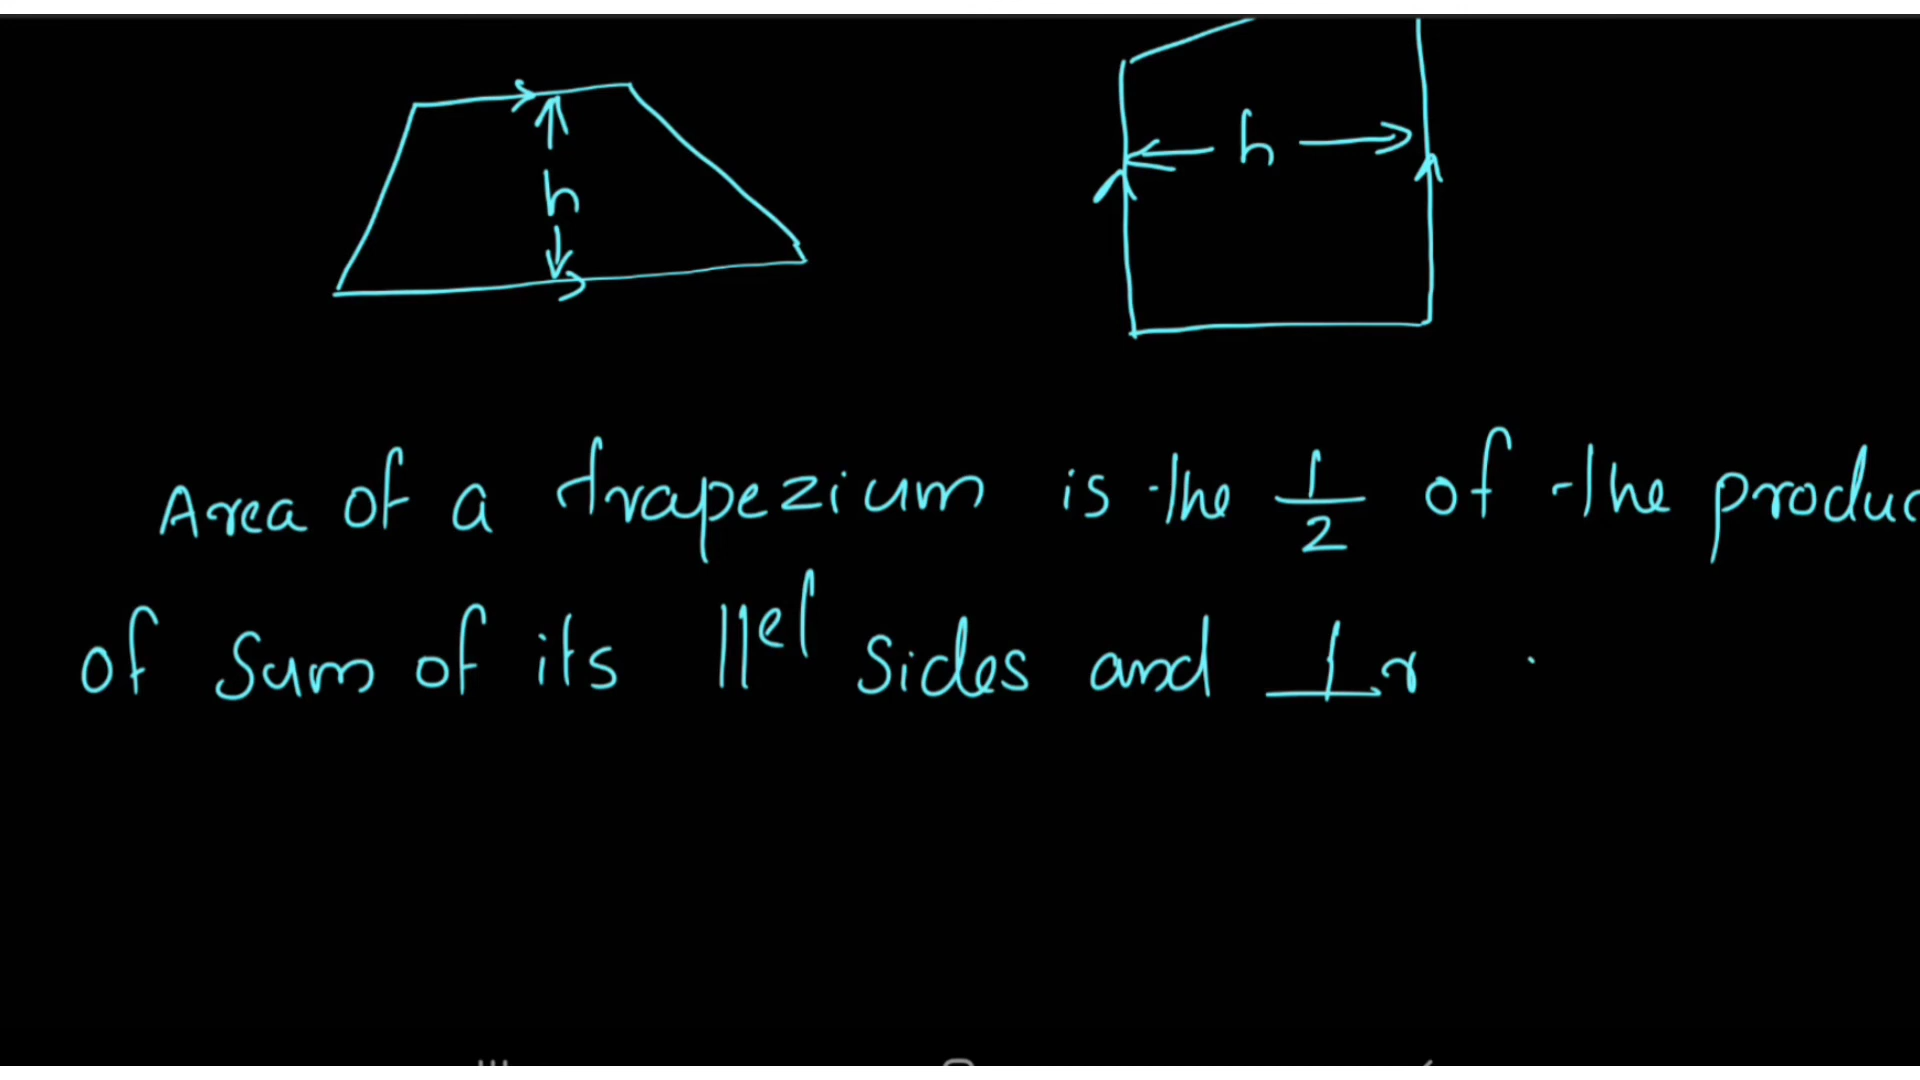 h
h
Area of a trapezium is the 1/2 of the produc
of Sum of its ||el sides and ⊥r